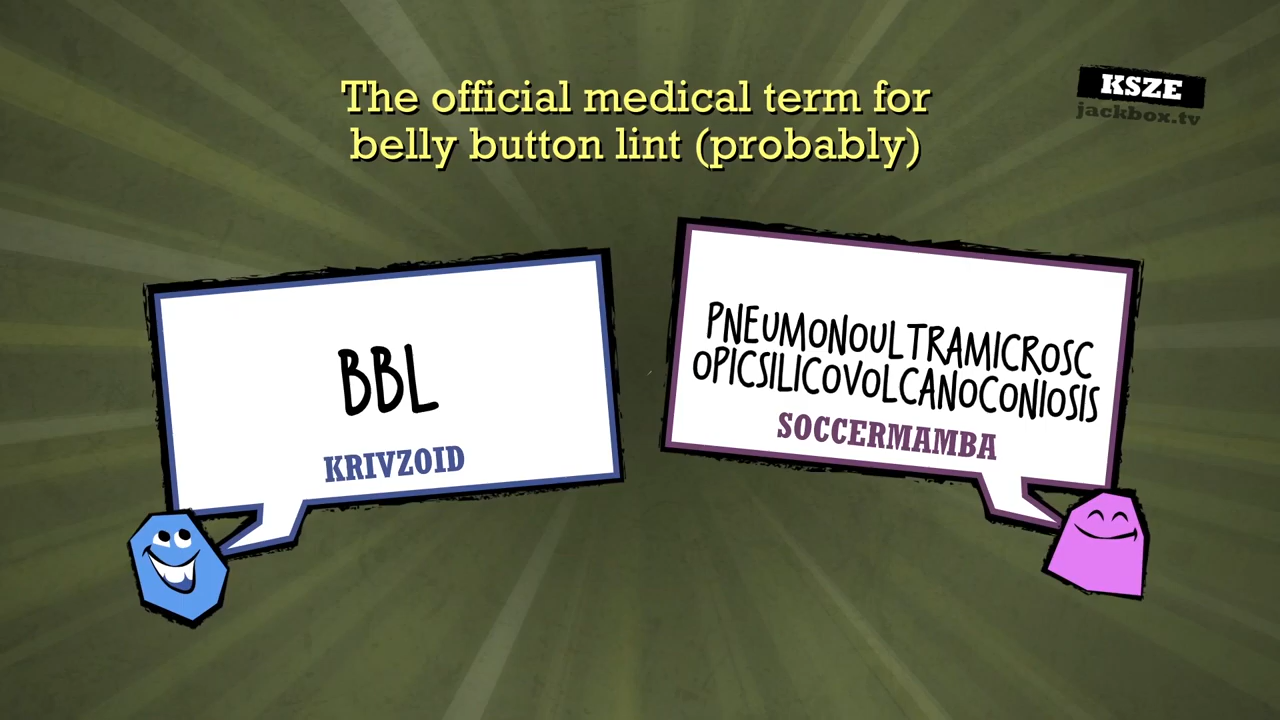 The official medical term for
belly button lint (probably)
KSZE
jackbox.tv
BBL
KRIVZOID
PNEUMONOULTRAMICROSC
OPICSILICOVOLCANOCONIOSIS
SOCCERMAMBA